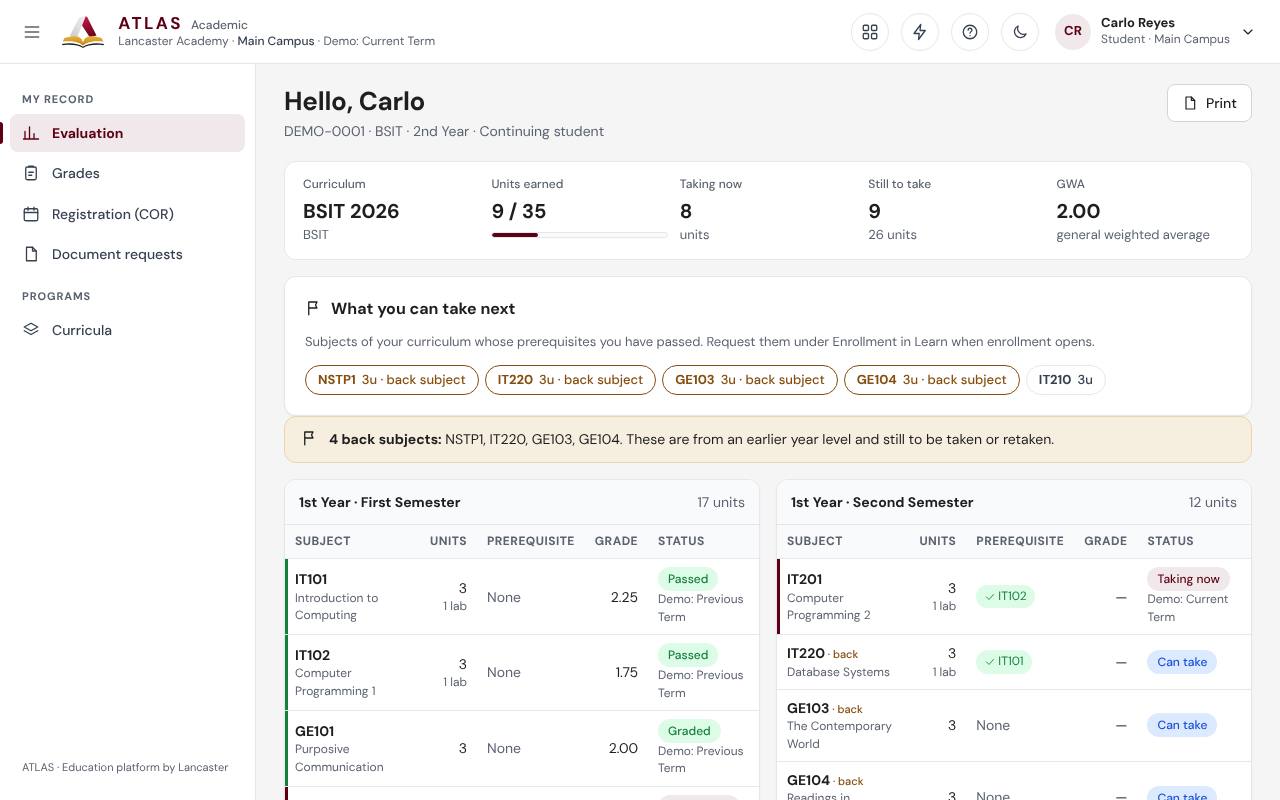 ATLAS Academic
Lancaster Academy · Main Campus · Demo: Current Term
CR
Carlo Reyes
Student · Main Campus
MY RECORD
Evaluation
Grades
Registration (COR)
Document requests
PROGRAMS
Curricula
ATLAS · Education platform by Lancaster
Hello, Carlo
DEMO-0001 · BSIT · 2nd Year · Continuing student
Print
Curriculum
BSIT 2026
BSIT
Units earned
9 / 35
Taking now
8
units
Still to take
9
26 units
GWA
2.00
general weighted average
What you can take next
Subjects of your curriculum whose prerequisites you have passed. Request them under Enrollment in Learn when enrollment opens.
NSTP1 3u · back subject
IT220 3u · back subject
GE103 3u · back subject
GE104 3u · back subject
IT210 3u
4 back subjects: NSTP1, IT220, GE103, GE104. These are from an earlier year level and still to be taken or retaken.
1st Year · First Semester 17 units
SUBJECT UNITS PREREQUISITE GRADE STATUS
IT101
Introduction to
Computing
3
1 lab
None
2.25
Passed
Demo: Previous
Term
IT102
Computer
Programming 1
3
1 lab
None
1.75
Passed
Demo: Previous
Term
GE101
Purposive
Communication
3
None
2.00
Graded
Demo: Previous
Term
1st Year · Second Semester 12 units
SUBJECT UNITS PREREQUISITE GRADE STATUS
IT201
Computer
Programming 2
3
1 lab
✓ IT102
—
Taking now
Demo: Current
Term
IT220 · back
Database Systems
3
1 lab
✓ IT101
—
Can take
GE103 · back
The Contemporary
World
3
None
—
Can take
GE104 · back
Readings in
3
None
—
Can take